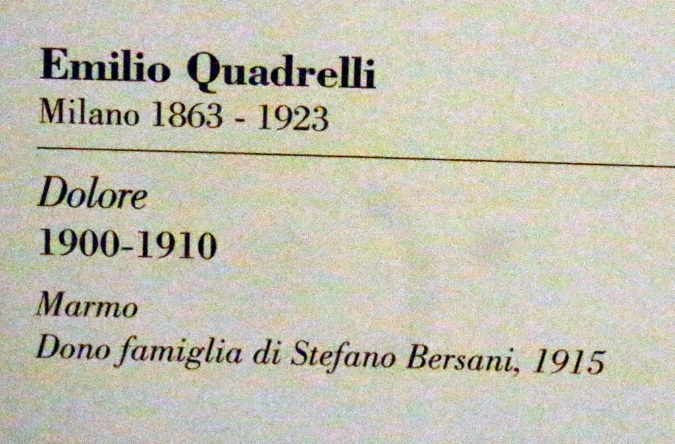 Emilio Quadrelli
Milano 1863 - 1923
Dolore
1900-1910
Marmo
Dono famiglia di Stefano Bersani, 1915